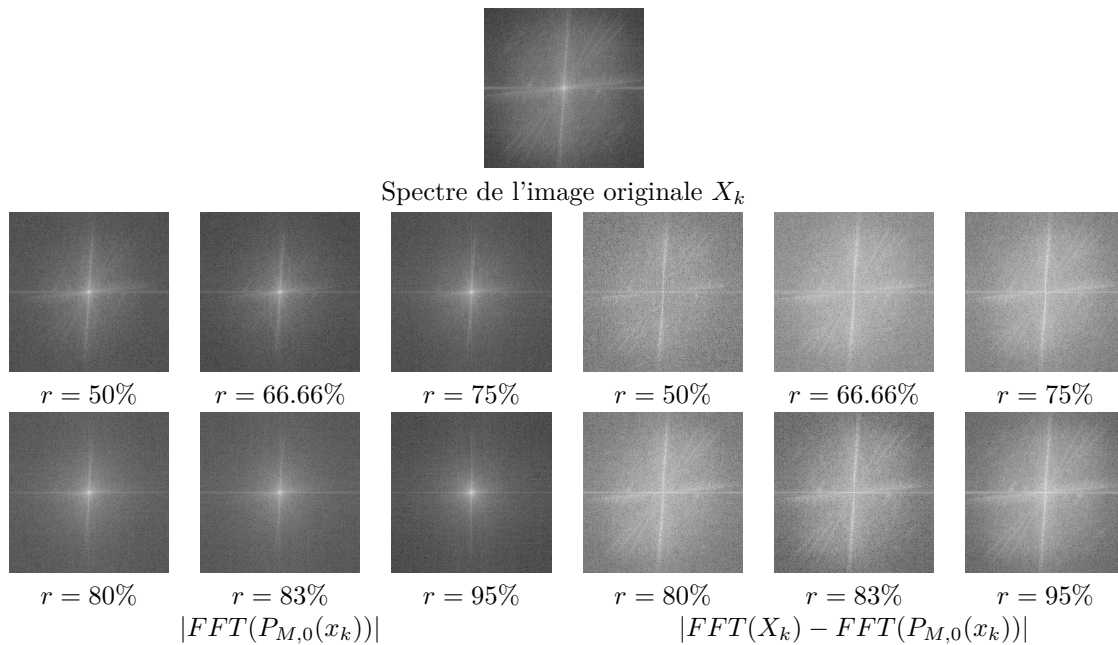 Spectre de l'image originale $X_k$
$r = 50\%$ $r = 66.66\%$ $r = 75\%$ $r = 50\%$ $r = 66.66\%$ $r = 75\%$
$r = 80\%$ $r = 83\%$ $r = 95\%$ $r = 80\%$ $r = 83\%$ $r = 95\%$
$|FFT(P_{M,0}(x_k))|$ $|FFT(X_k) - FFT(P_{M,0}(x_k))|$